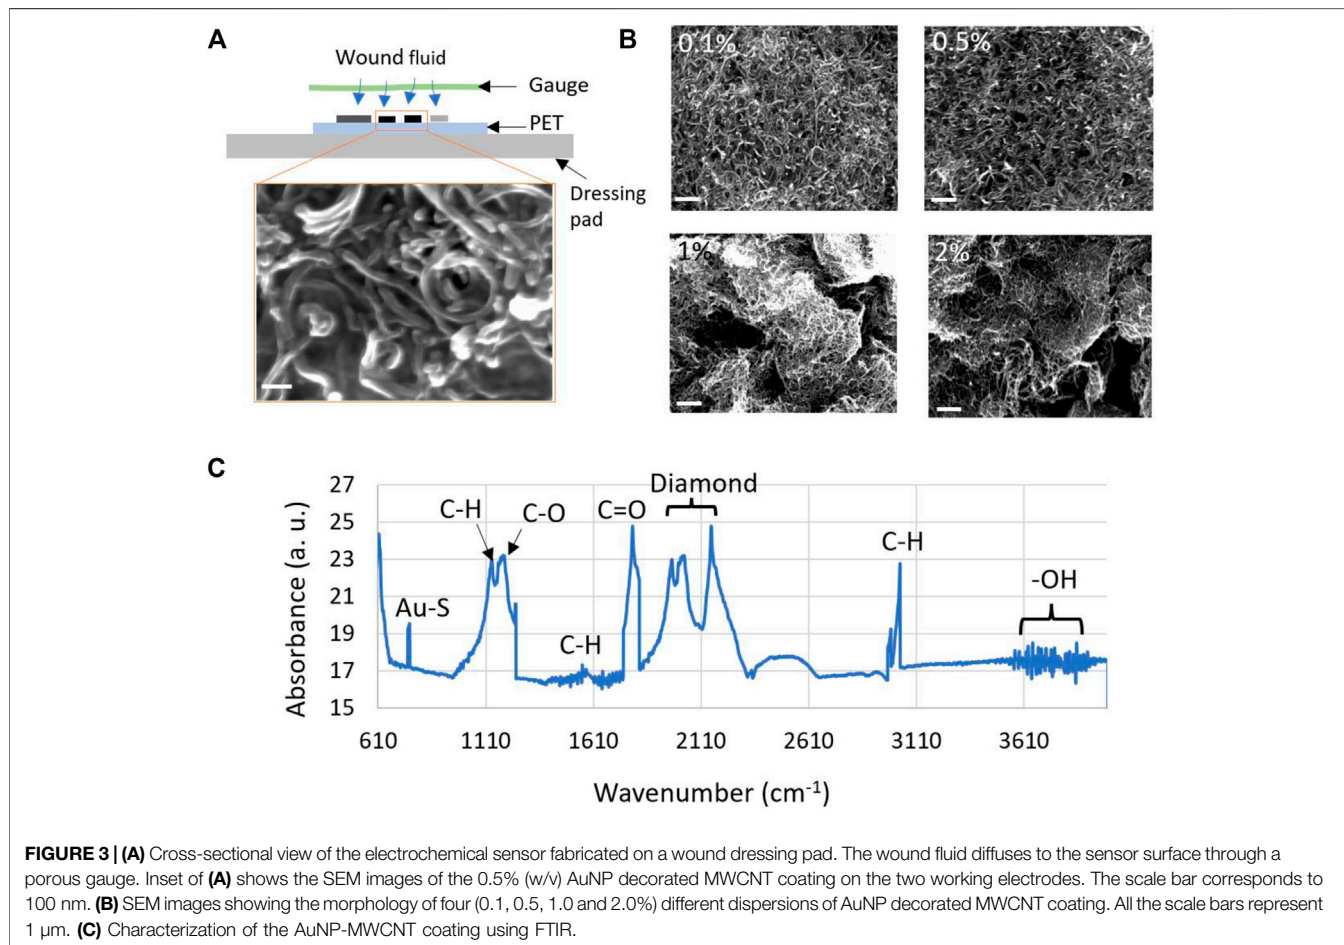 A
Wound fluid
Gauge
PET
Dressing
pad
B
0.1%
0.5%
1%
2%
C
Absorbance (a. u.)
27
25
23
21
19
17
15
Au-S
C-H
C-O
C-H
C=O
Diamond
C-H
-OH
610
1110
1610
2110
2610
3110
3610
Wavenumber (cm⁻¹)
FIGURE 3 | (A) Cross-sectional view of the electrochemical sensor fabricated on a wound dressing pad. The wound fluid diffuses to the sensor surface through a
porous gauge. Inset of (A) shows the SEM images of the 0.5% (w/v) AuNP decorated MWCNT coating on the two working electrodes. The scale bar corresponds to
100 nm. (B) SEM images showing the morphology of four (0.1, 0.5, 1.0 and 2.0%) different dispersions of AuNP decorated MWCNT coating. All the scale bars represent
1 μm. (C) Characterization of the AuNP-MWCNT coating using FTIR.